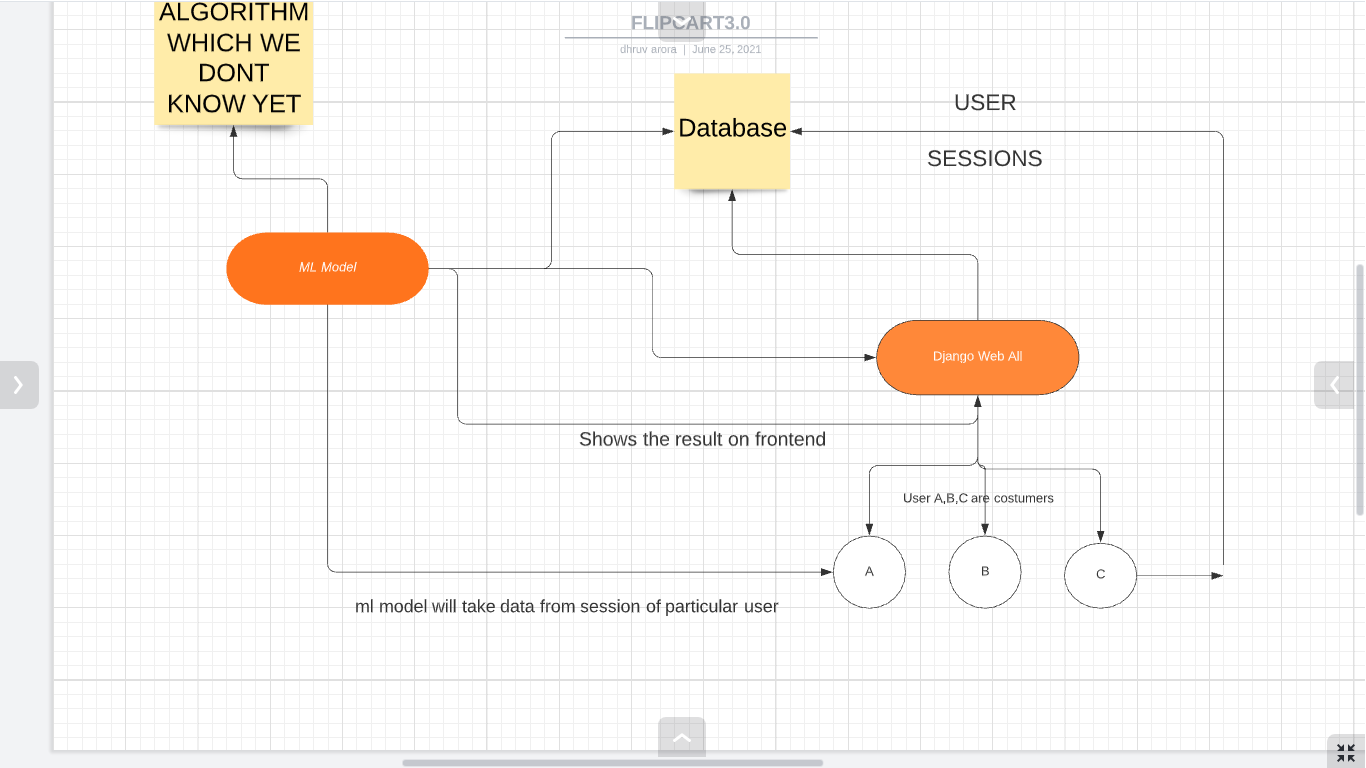 ALGORITHM
WHICH WE
DONT
KNOW YET
FLIPCART3.0
dhruv arora | June 25, 2021
Database
USER
SESSIONS
ML Model
Django Web All
Shows the result on frontend
User A,B,C are costumers
A
B
C
ml model will take data from session of particular user